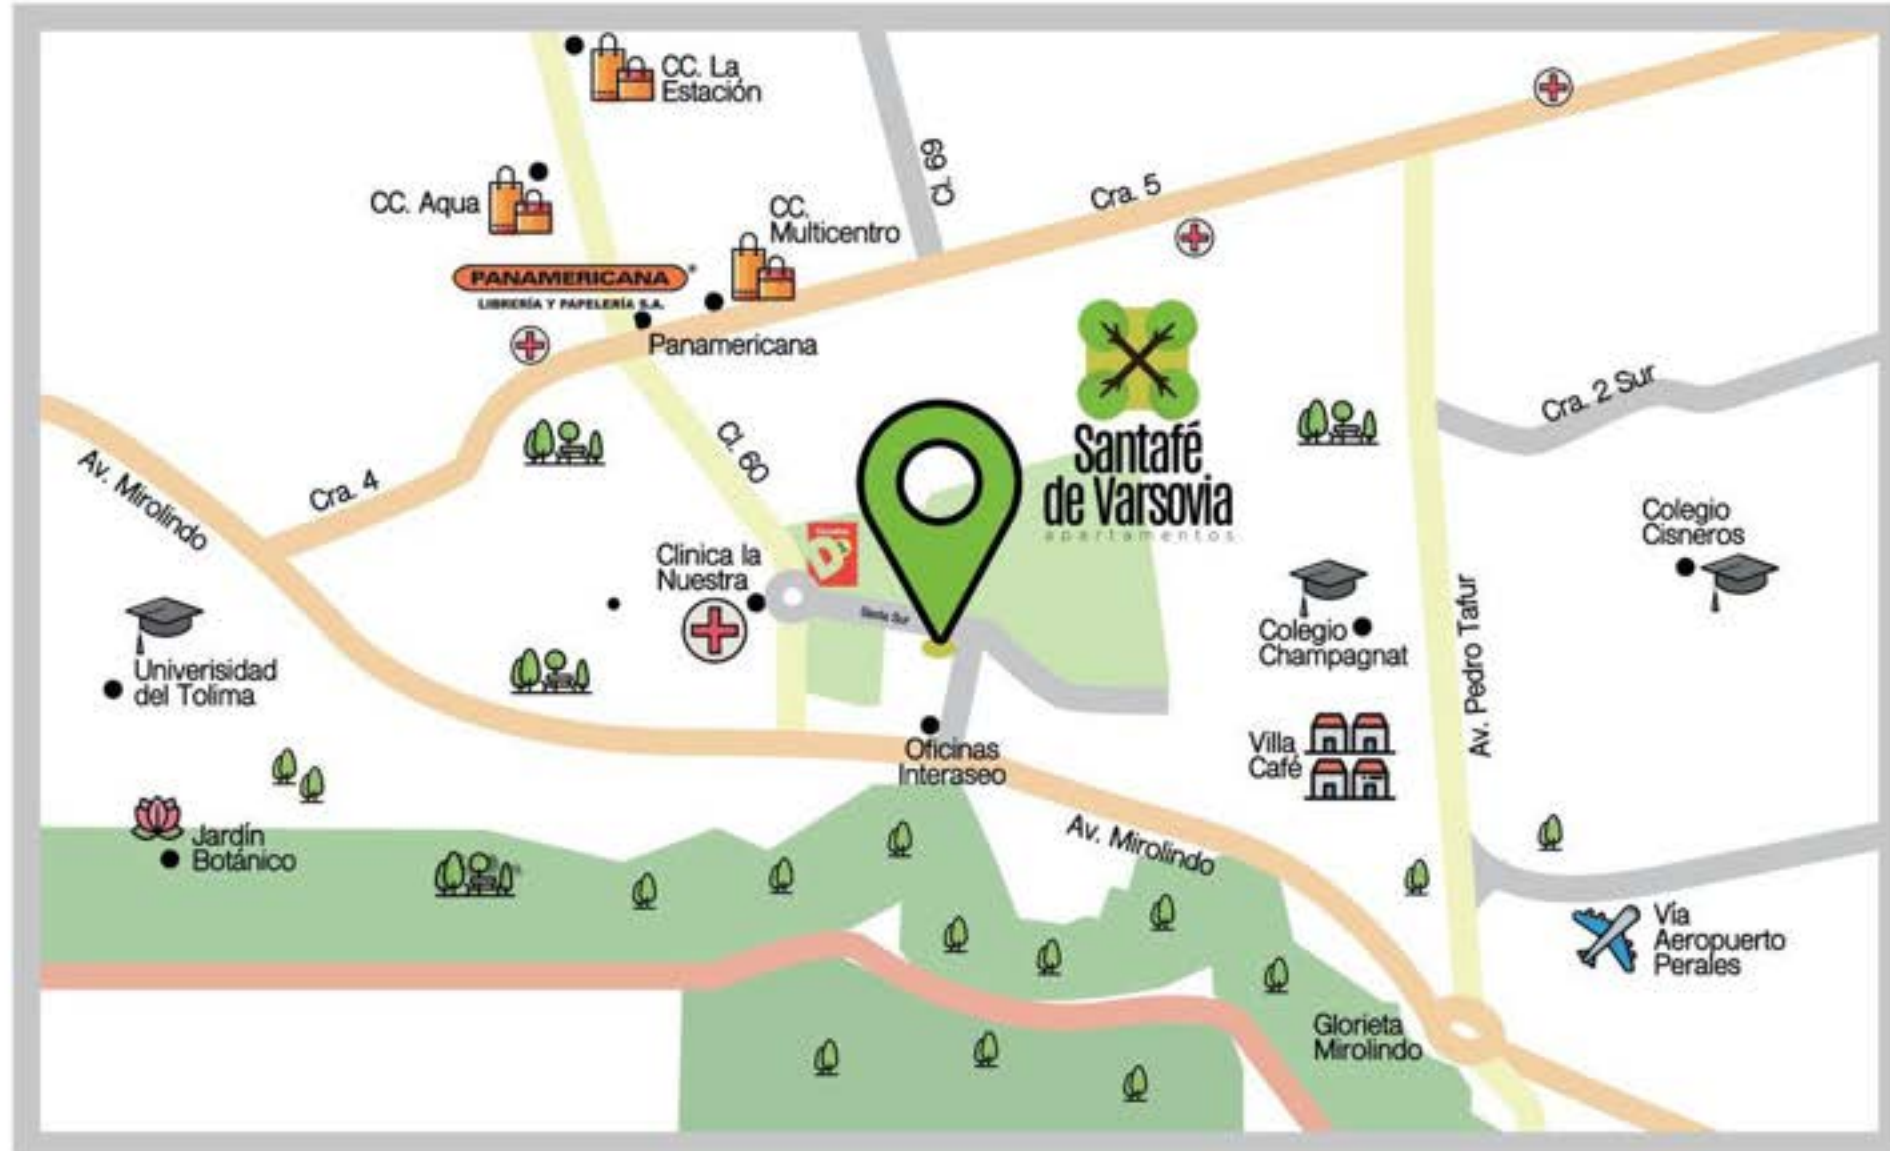 CC. La
Estación
Cl. 69
CC. Aqua
CC.
Multicentro
Cra. 5
PANAMERICANA
LIBRERÍA Y PAPELERÍA S.A.
Panamericana
Cra. 2 Sur
Santafé
de Varsovia
apartamentos
Av. Mirolindo
Cra. 4
Cl. 60
Colegio
Cisneros
Clinica la
Nuestra
D1
Sur
Colegio
Champagnat
Av. Pedro Tafur
Univerisidad
del Tolima
Oficinas
Interaseo
Villa
Café
Jardín
Botánico
Av. Mirolindo
Vía
Aeropuerto
Perales
Glorieta
Mirolindo